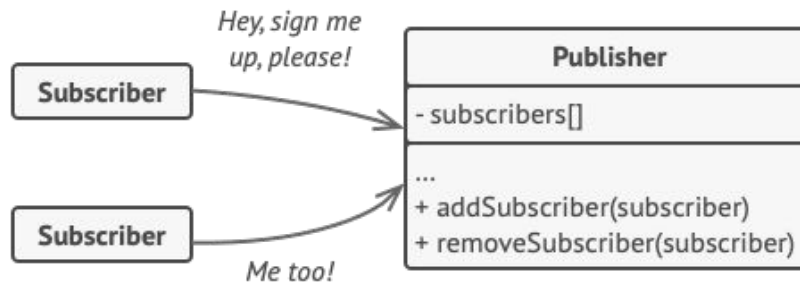 Hey, sign me
up, please!
Subscriber
Publisher
- subscribers[]
...
+ addSubscriber(subscriber)
+ removeSubscriber(subscriber)
Subscriber
Me too!